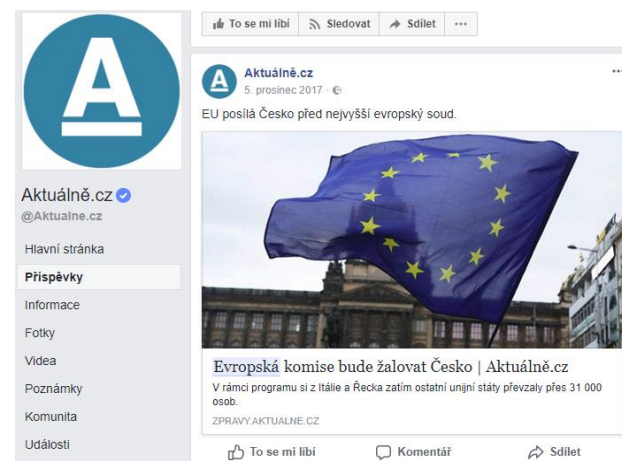 To se mi líbí Sledovat Sdílet ...
A
Aktuálně.cz
@Aktualne.cz
Hlavní stránka
Příspěvky
Informace
Fotky
Videa
Poznámky
Komunita
Události
A
Aktuálně.cz
5. prosinec 2017 ·
EU posílá Česko před nejvyšší evropský soud.
Evropská komise bude žalovat Česko | Aktuálně.cz
V rámci programu si z Itálie a Řecka zatím ostatní unijní státy převzaly přes 31 000
osob.
ZPRAVY.AKTUALNE.CZ
To se mi líbí Komentář Sdílet